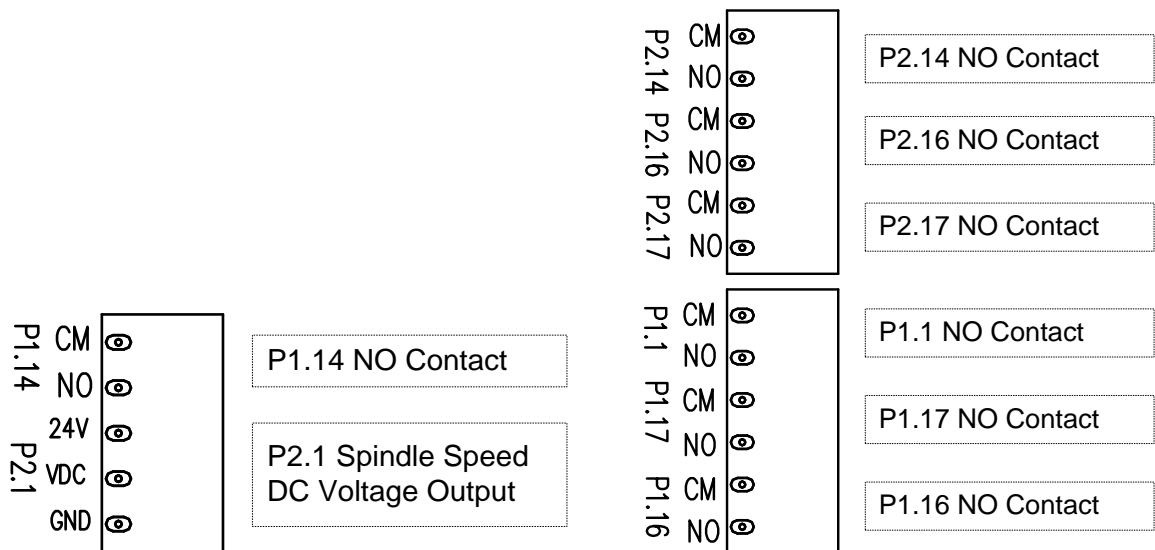 P2.14
CM
NO
P2.14 NO Contact
P2.16
CM
NO
P2.16 NO Contact
P2.17
CM
NO
P2.17 NO Contact
P1.14
CM
NO
P1.14 NO Contact
P2.1
24V
VDC
GND
P2.1 Spindle Speed
DC Voltage Output
P1.1
CM
NO
P1.1 NO Contact
P1.17
CM
NO
P1.17 NO Contact
P1.16
CM
NO
P1.16 NO Contact